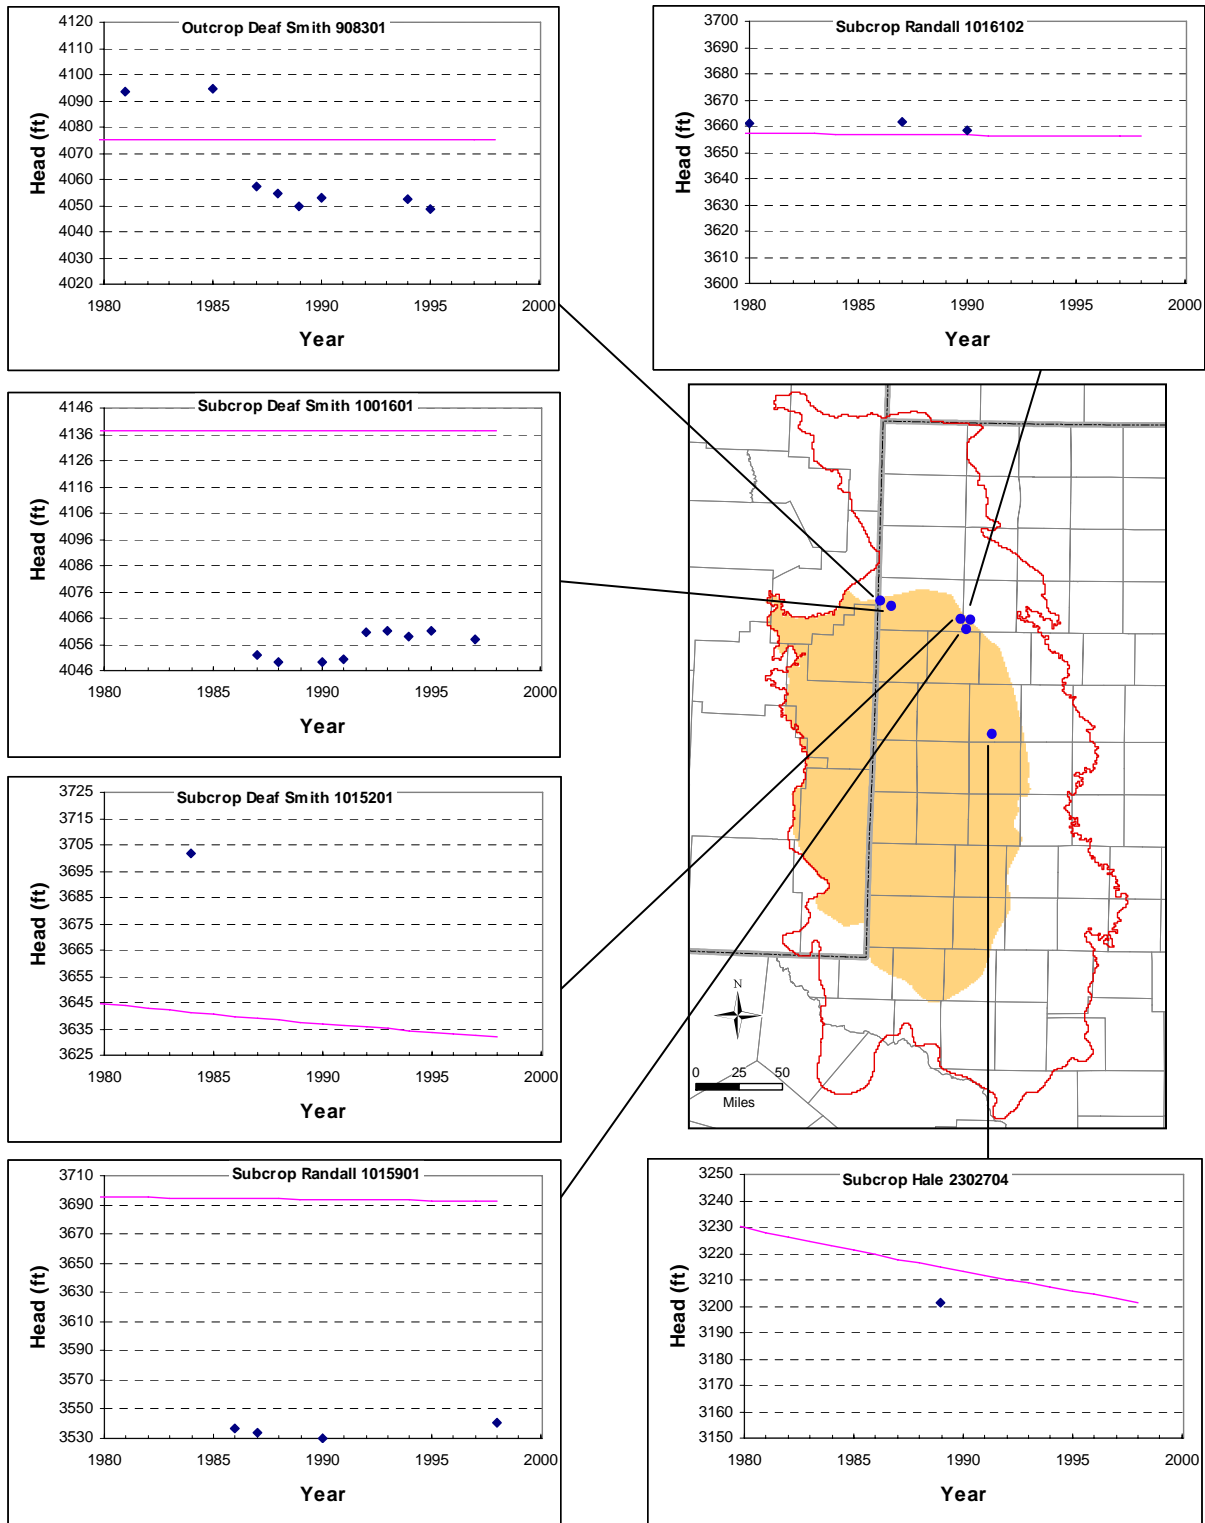 Outcrop Deaf Smith 908301
4120
4110
4100
4090
4080
4070
4060
4050
4040
4030
4020
Head (ft)
1980 1985 1990 1995 2000
Year
Subcrop Randall 1016102
3700
3690
3680
3670
3660
3650
3640
3630
3620
3610
3600
Head (ft)
1980 1985 1990 1995 2000
Year
Subcrop Deaf Smith 1001601
4146
4136
4126
4116
4106
4096
4086
4076
4066
4056
4046
Head (ft)
1980 1985 1990 1995 2000
Year
Subcrop Deaf Smith 1015201
3725
3715
3705
3695
3685
3675
3665
3655
3645
3635
3625
Head (ft)
1980 1985 1990 1995 2000
Year
N
0 25 50
Miles
Subcrop Randall 1015901
3710
3690
3670
3650
3630
3610
3590
3570
3550
3530
Head (ft)
1980 1985 1990 1995 2000
Year
Subcrop Hale 2302704
3250
3240
3230
3220
3210
3200
3190
3180
3170
3160
3150
Head (ft)
1980 1985 1990 1995 2000
Year